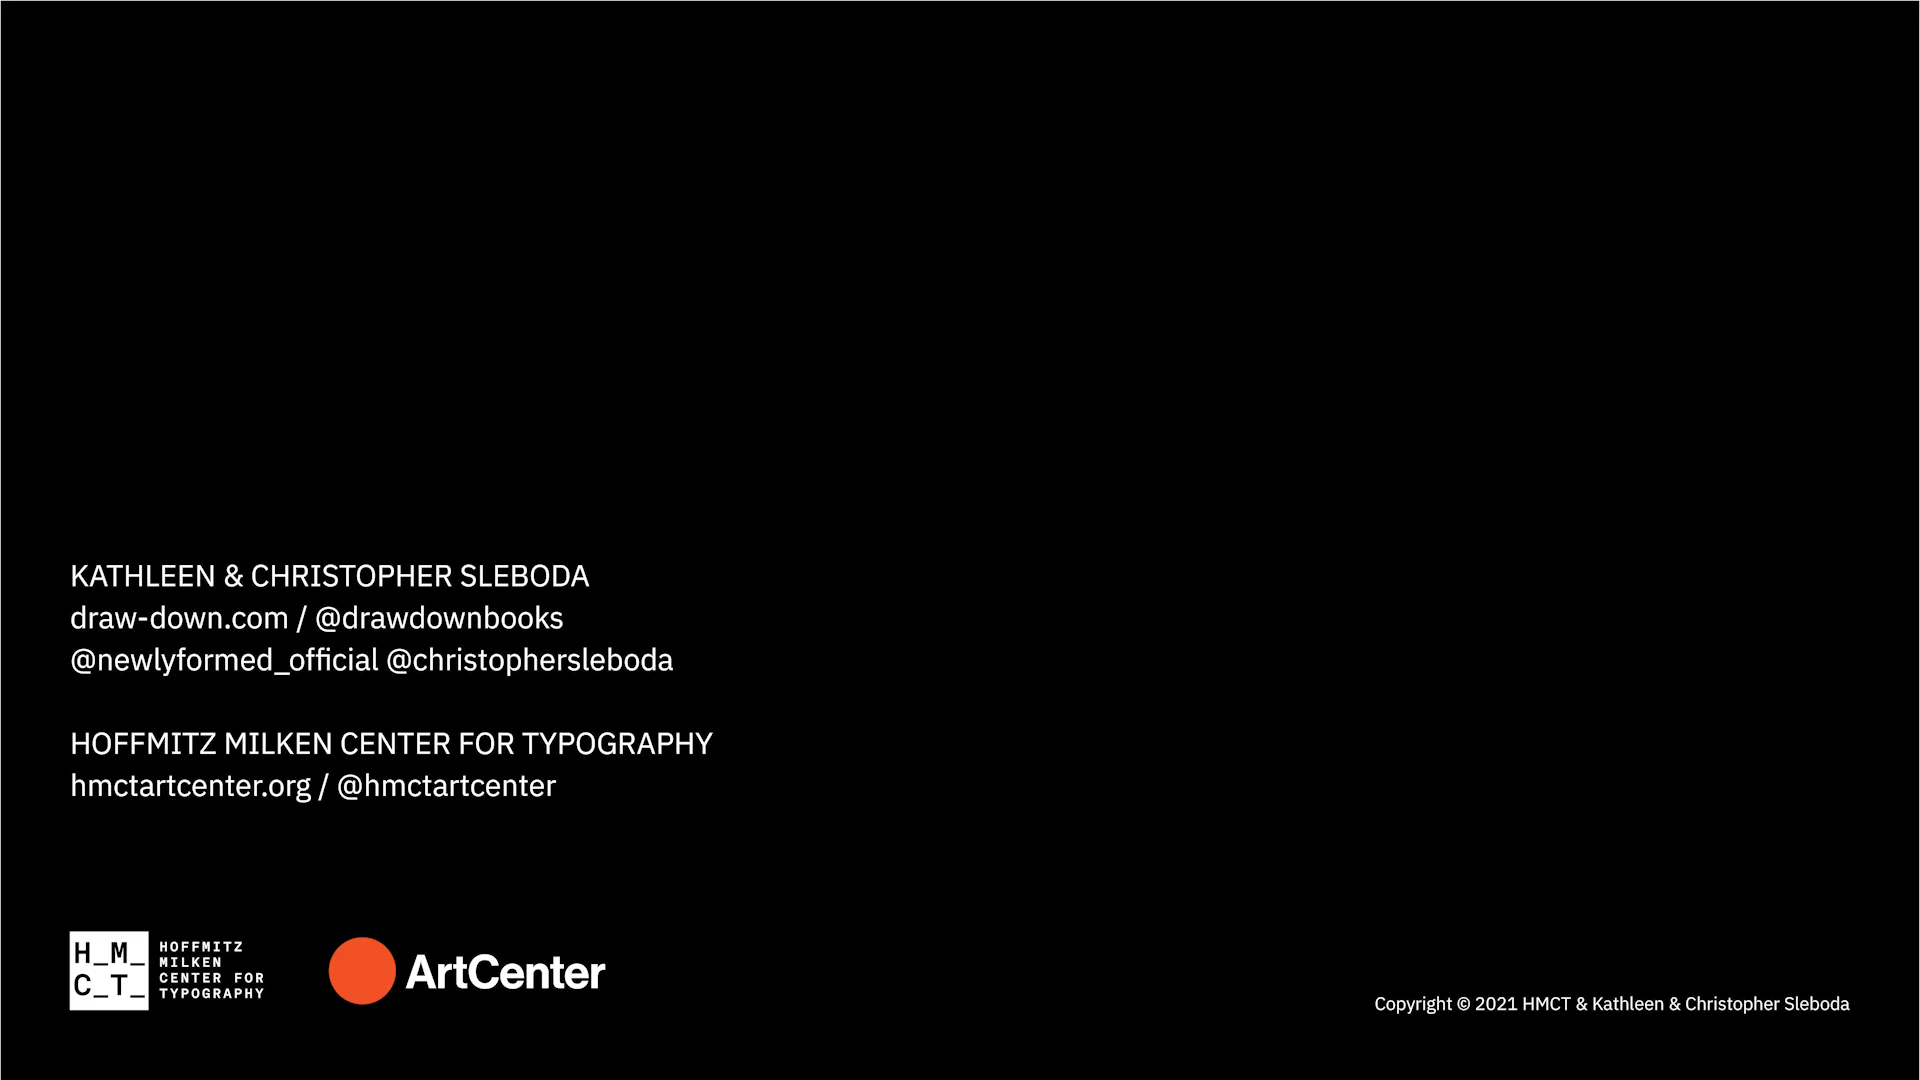 KATHLEEN & CHRISTOPHER SLEBODA
draw-down.com / @drawdownbooks
@newlyformed_official @christophersleboda
HOFFMITZ MILKEN CENTER FOR TYPOGRAPHY
hmctartcenter.org / @hmctartcenter
H_M_
C_T_
HOFFMITZ
MILKEN
CENTER FOR
TYPOGRAPHY
ArtCenter
Copyright © 2021 HMCT & Kathleen & Christopher Sleboda